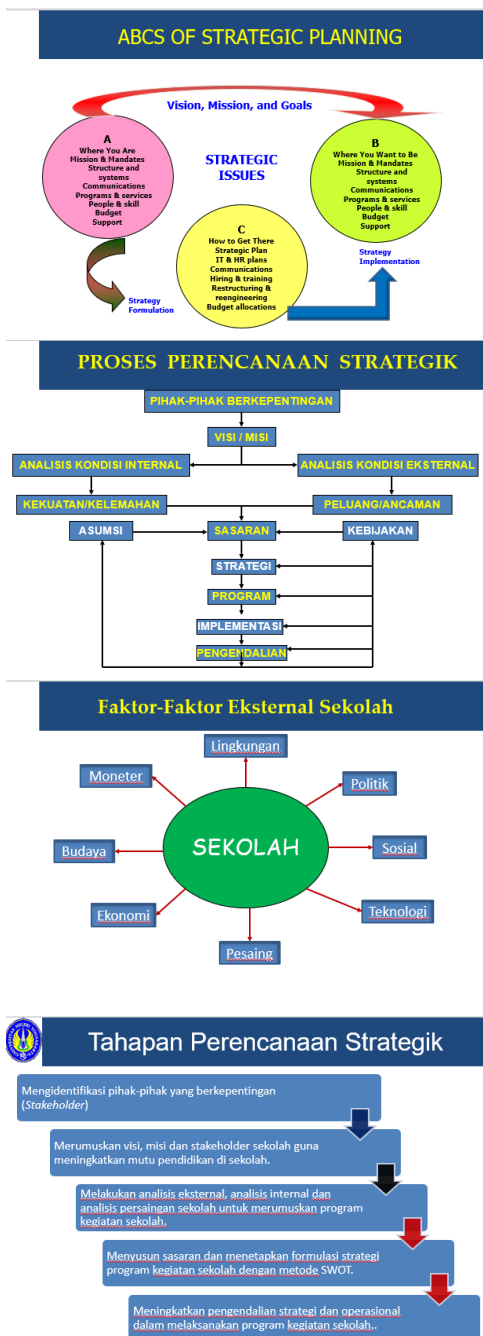 ABCS OF STRATEGIC PLANNING
Vision, Mission, and Goals
A
Where You Are
Mission & Mandates
Structure and
systems
Communications
Programs & services
People & skill
Budget
Support
STRATEGIC
ISSUES
B
Where You Want to Be
Mission & Mandates
Structure and
systems
Communications
Programs & services
People & skill
Budget
Support
C
How to Get There
Strategic Plan
IT & HR plans
Communications
Hiring & training
Restructuring &
reengineering
Budget allocations
Strategy
Formulation
Strategy
Implementation
PROSES PERENCANAAN STRATEGIK
PIHAK-PIHAK BERKEPENTINGAN
VISI / MISI
ANALISIS KONDISI INTERNAL
ANALISIS KONDISI EKSTERNAL
KEKUATAN/KELEMAHAN
PELUANG/ANCAMAN
ASUMSI
SASARAN
KEBIJAKAN
STRATEGI
PROGRAM
IMPLEMENTASI
PENGENDALIAN
Faktor-Faktor Eksternal Sekolah
Lingkungan
Moneter
Politik
Budaya
SEKOLAH
Sosial
Ekonomi
Teknologi
Pesaing
Tahapan Perencanaan Strategik
Mengidentifikasi pihak-pihak yang berkepentingan
(Stakeholder)
Merumuskan visi, misi dan stakeholder sekolah guna
meningkatkan mutu pendidikan di sekolah.
Melakukan analisis eksternal, analisis internal dan
analisis persaingan sekolah untuk merumuskan program
kegiatan sekolah.
Menyusun sasaran dan menetapkan formulasi strategi
program kegiatan sekolah dengan metode SWOT.
Meningkatkan pengendalian strategi dan operasional
dalam melaksanakan program kegiatan sekolah..